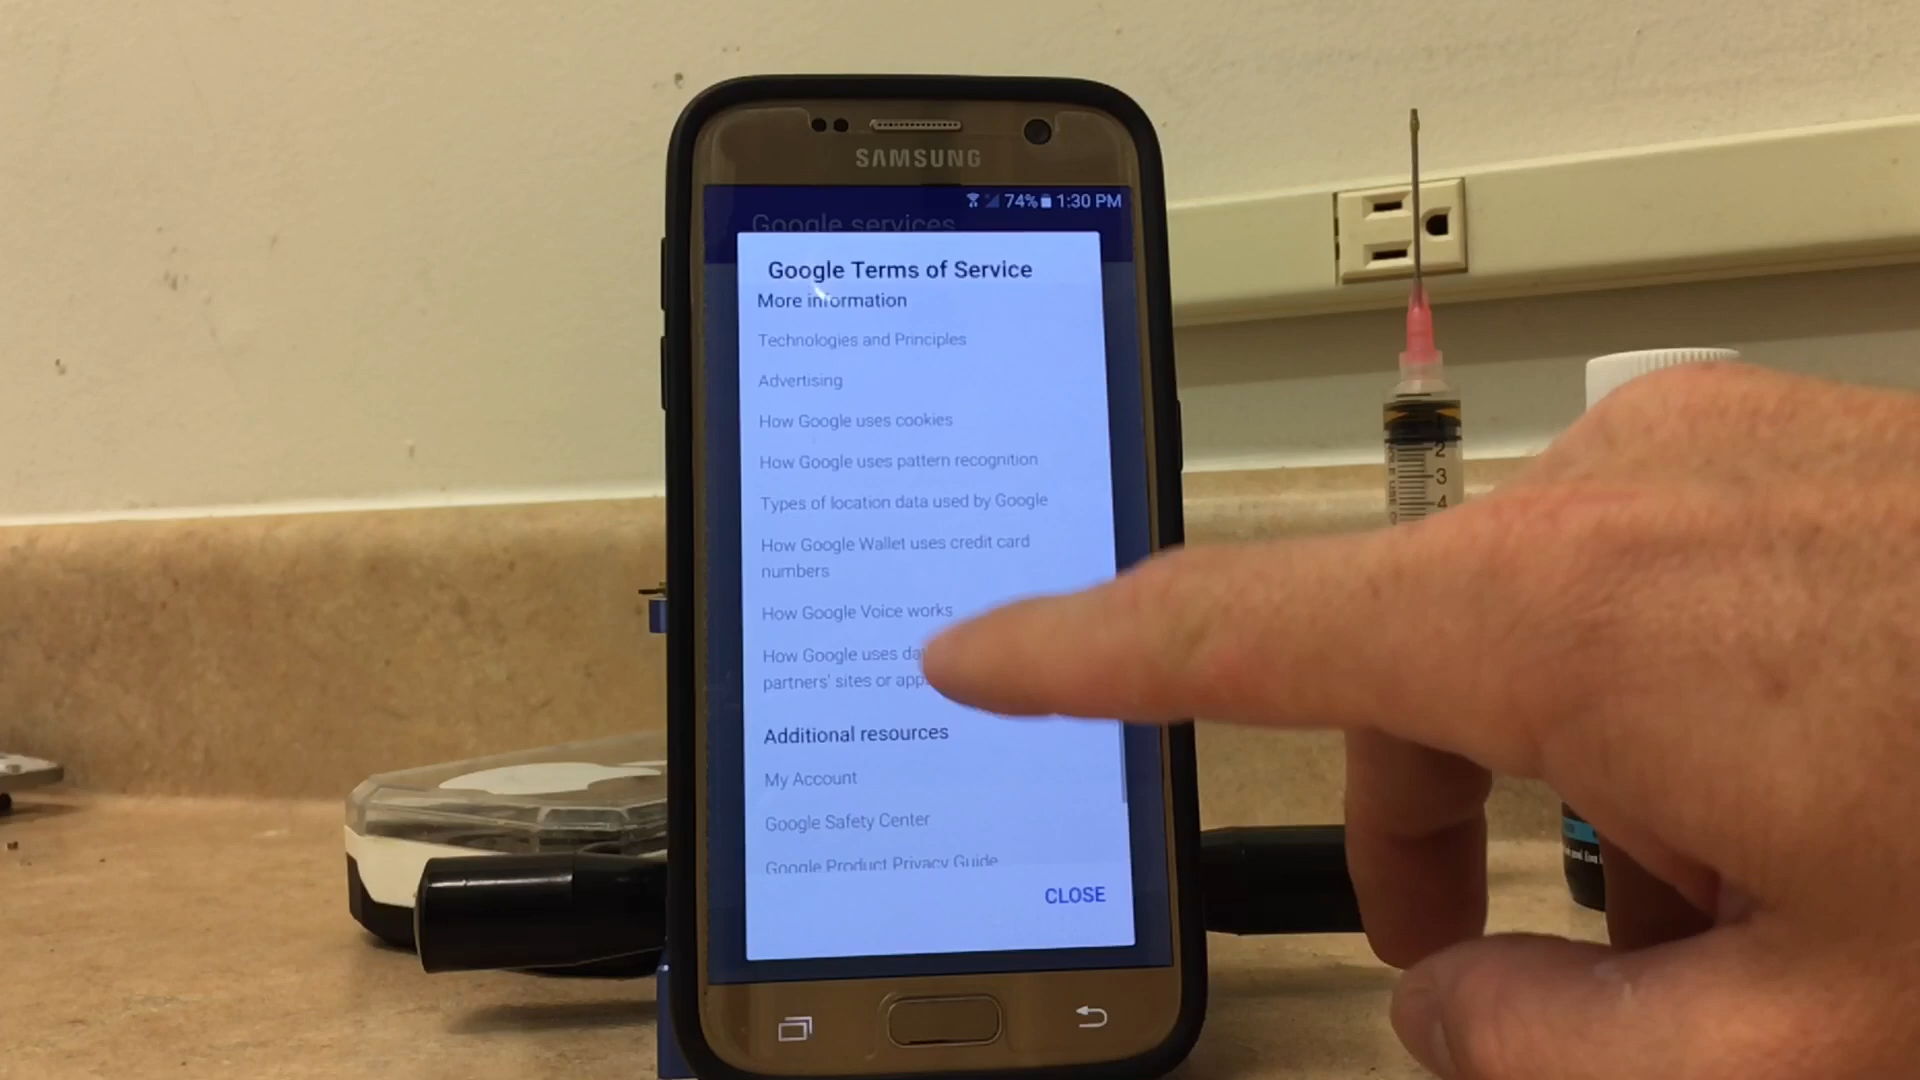 SAMSUNG
74% 1:30 PM
Google services
Google Terms of Service
More information
Technologies and Principles
Advertising
How Google uses cookies
How Google uses pattern recognition
Types of location data used by Google
How Google Wallet uses credit card
numbers
How Google Voice works
How Google uses
partners' sites or
Additional resources
My Account
Google Safety Center
Google Product Privacy Guide
CLOSE
2
3
4